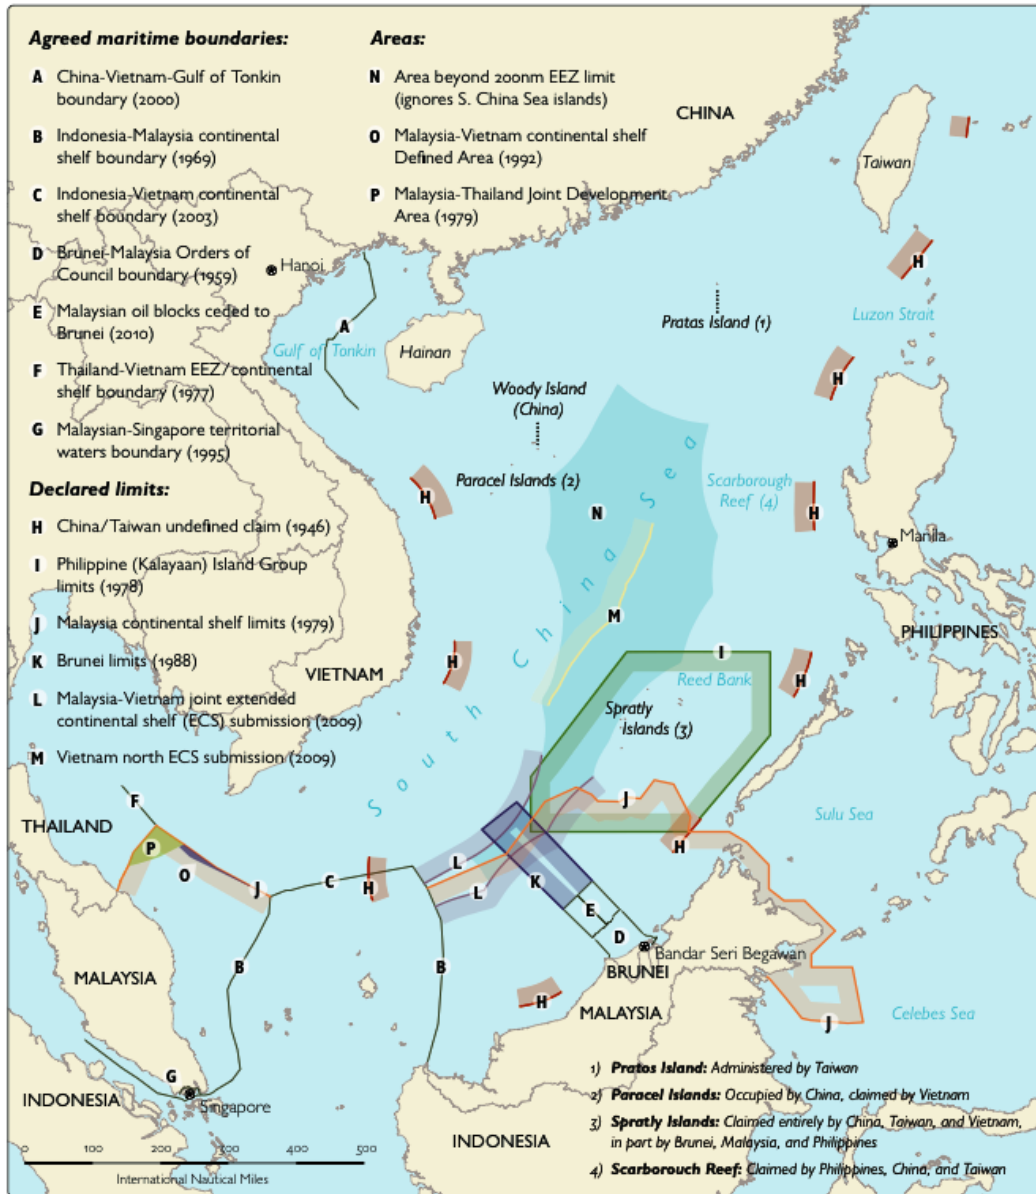 Agreed maritime boundaries:
A China-Vietnam-Gulf of Tonkin
boundary (2000)
B Indonesia-Malaysia continental
shelf boundary (1969)
C Indonesia-Vietnam continental
shelf boundary (2003)
D Brunei-Malaysia Orders of
Council boundary (1959)
E Malaysian oil blocks ceded to
Brunei (2010)
F Thailand-Vietnam EEZ/continental
shelf boundary (1977)
G Malaysian-Singapore territorial
waters boundary (1995)
Declared limits:
H China/Taiwan undefined claim (1946)
I Philippine (Kalayaan) Island Group
limits (1978)
J Malaysia continental shelf limits (1979)
K Brunei limits (1988)
L Malaysia-Vietnam joint extended
continental shelf (ECS) submission (2009)
M Vietnam north ECS submission (2009)
Areas:
N Area beyond 200nm EEZ limit
(ignores S. China Sea islands)
O Malaysia-Vietnam continental shelf
Defined Area (1992)
P Malaysia-Thailand Joint Development
Area (1979)
CHINA
Taiwan
Hanoi
H
A
Gulf of Tonkin
Hainan
Pratas Island (1)
Luzon Strait
H
Woody Island
(China)
Paracel Islands (2)
H
N
Scarborough
Reef (4)
H
Manila
South China Sea
M
PHILIPPINES
VIETNAM
H
I
Reed Bank
H
Spratly
Islands (3)
F
THAILAND
P
O
J
C
H
L
L
K
J
H
Sulu Sea
E
D
Bandar Seri Begawan
BRUNEI
B
B
MALAYSIA
H
MALAYSIA
J
Celebes Sea
G
Singapore
INDONESIA
INDONESIA
0 100 200 300 400 500
International Nautical Miles
1) Pratos Island: Administered by Taiwan
2) Paracel Islands: Occupied by China, claimed by Vietnam
3) Spratly Islands: Claimed entirely by China, Taiwan, and Vietnam,
in part by Brunei, Malaysia, and Philippines
4) Scarborouch Reef: Claimed by Philippines, China, and Taiwan